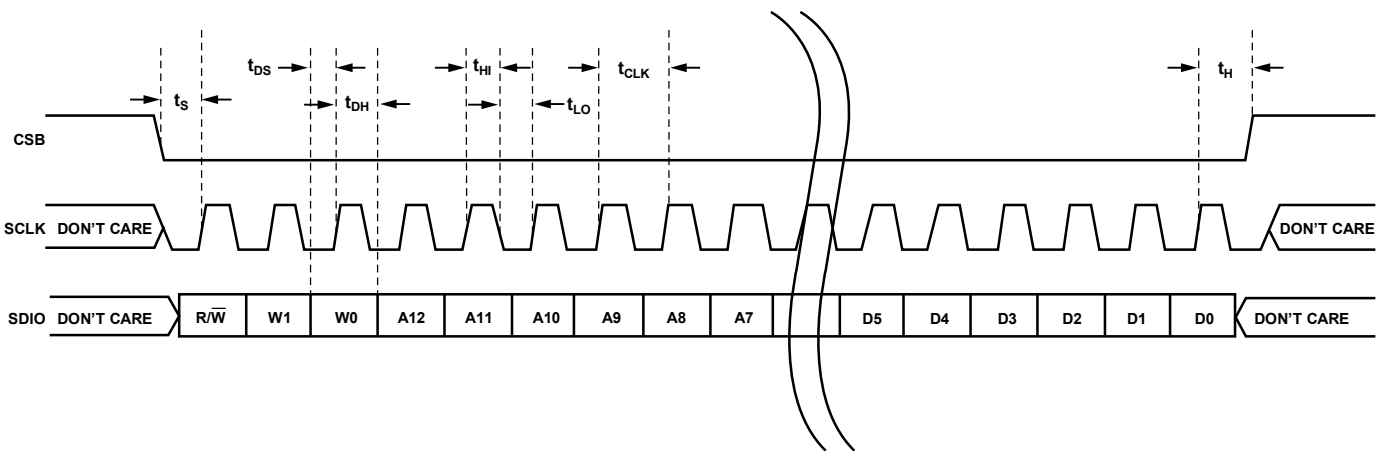 tDS tHI tCLK tH
tS tDH tLO
CSB
SCLK DON'T CARE DON'T CARE
SDIO DON'T CARE R/W̅ W1 W0 A12 A11 A10 A9 A8 A7 D5 D4 D3 D2 D1 D0 DON'T CARE